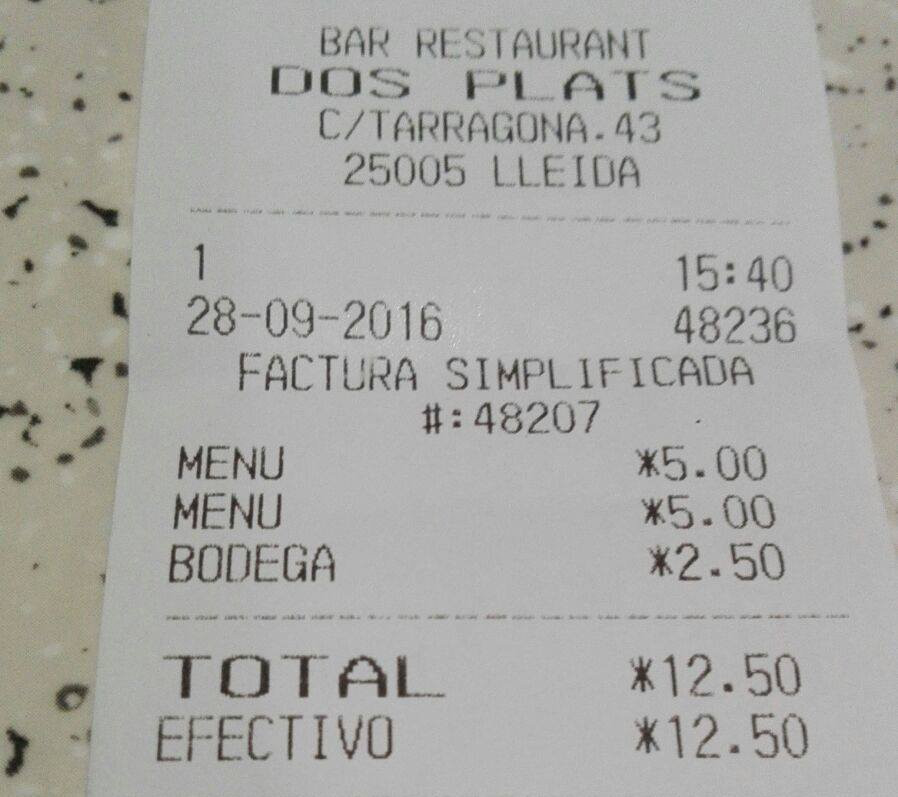 BAR RESTAURANT
DOS PLATS
C/TARRAGONA.43
25005 LLEIDA
1 15:40
28-09-2016 48236
FACTURA SIMPLIFICADA
#:48207
MENU *5.00
MENU *5.00
BODEGA *2.50
TOTAL *12.50
EFECTIVO *12.50